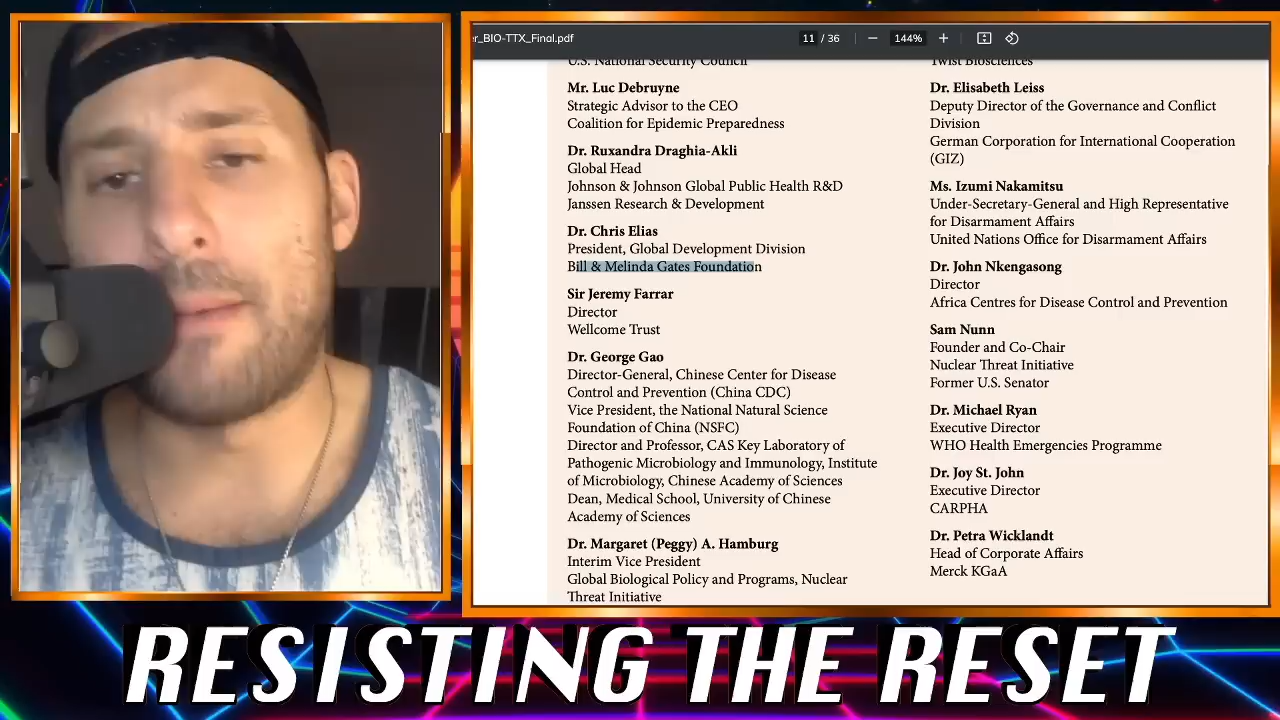 r_BIO-TTX_Final.pdf
11 / 36
144%
U.S. National Security Council
Mr. Luc Debruyne
Strategic Advisor to the CEO
Coalition for Epidemic Preparedness
Dr. Ruxandra Draghia-Akli
Global Head
Johnson & Johnson Global Public Health R&D
Janssen Research & Development
Dr. Chris Elias
President, Global Development Division
Bill & Melinda Gates Foundation
Sir Jeremy Farrar
Director
Wellcome Trust
Dr. George Gao
Director-General, Chinese Center for Disease
Control and Prevention (China CDC)
Vice President, the National Natural Science
Foundation of China (NSFC)
Director and Professor, CAS Key Laboratory of
Pathogenic Microbiology and Immunology, Institute
of Microbiology, Chinese Academy of Sciences
Dean, Medical School, University of Chinese
Academy of Sciences
Dr. Margaret (Peggy) A. Hamburg
Interim Vice President
Global Biological Policy and Programs, Nuclear
Threat Initiative
Twist Biosciences
Dr. Elisabeth Leiss
Deputy Director of the Governance and Conflict
Division
German Corporation for International Cooperation
(GIZ)
Ms. Izumi Nakamitsu
Under-Secretary-General and High Representative
for Disarmament Affairs
United Nations Office for Disarmament Affairs
Dr. John Nkengasong
Director
Africa Centres for Disease Control and Prevention
Sam Nunn
Founder and Co-Chair
Nuclear Threat Initiative
Former U.S. Senator
Dr. Michael Ryan
Executive Director
WHO Health Emergencies Programme
Dr. Joy St. John
Executive Director
CARPHA
Dr. Petra Wicklandt
Head of Corporate Affairs
Merck KGaA
RESISTING THE RESET